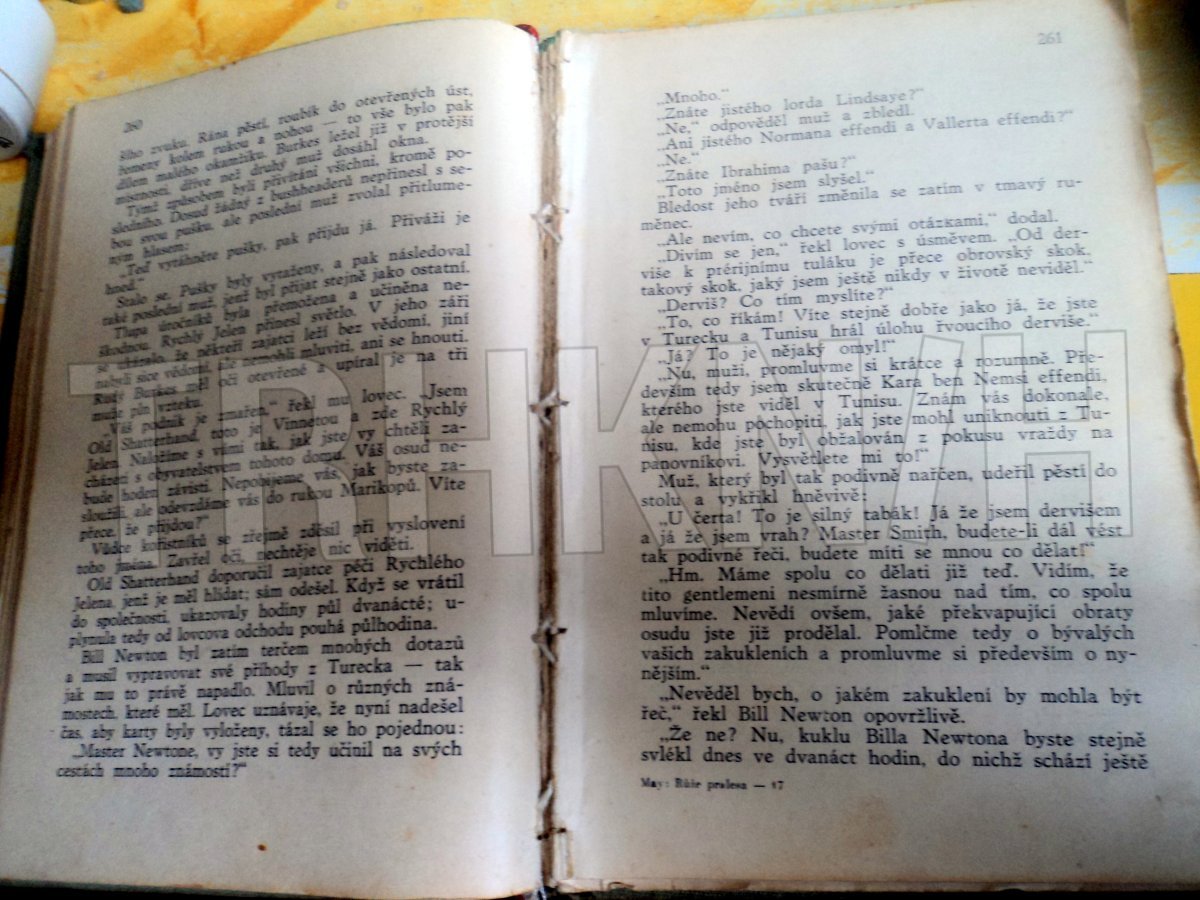 260
šího zvuku. Rána pěstí, roubík do otevřených úst,
řemeny kolem rukou a nohou — to vše bylo pak
dílem malého okamžiku. Burkes ležel již v protější
místnosti, dříve než druhý muž dosáhl okna.
Týmž způsobem byli přivítáni všichni, kromě po-
sledního. Dosud žádný z bushheaderů nepřinesl s se-
bou svou pušku, ale poslední muž zvolal přitlume-
ným hlasem:
„Teď vytáhněte pušky, pak přijdu já. Přiváži je
hned.“
Stalo se. Pušky byly vytaženy, a pak následoval
také poslední muž, jenž byl přijat stejně jako ostatní.
Tlupa útočníků byla přemožena a učiněna ne-
škodnou. Rychlý Jelen přinesl světlo. V jeho záři
se ukázalo, že někteří zajatci leží bez vědomí, jiní
nabyli sice vědomí, ale nemohli mluviti, ani se hnouti.
Rudý Burkes měl oči otevřené a upíral je na tři
muže pln vzteku.
„Váš podnik je zmařen,“ řekl mu lovec. „Jsem
Old Shatterhand, toto je Vinnetou a zde Rychlý
Jelen. Naložíme s vámi tak, jak jste vy chtěli za-
cházeti s obyvatelstvem tohoto domu. Váš osud ne-
bude hoden závisti. Nepobijeme vás, jak byste za-
sloužili, ale odevzdáme vás do rukou Marikopů. Víte
přece, že přijdou?“
Vůdce kořistníků se zřejmě zděsil při vyslovení
toho jména. Zavřel oči, nechtěje nic viděti.
Old Shatterhand doporučil zajatce péči Rychlého
Jelena, jenž je měl hlídat; sám odešel. Když se vrátil
do společnosti, ukazovaly hodiny půl dvanácté; u-
plynula tedy od lovcova odchodu pouhá půlhodina.
Bill Newton byl zatím terčem mnohých dotazů
a musil vypravovat své příhody z Turecka — tak
jak mu to právě napadlo. Mluvil o různých zná-
mostech, které měl. Lovec uznávaje, že nyní nadešel
čas, aby karty byly vyloženy, tázal se ho pojednou:
„Master Newtone, vy jste si tedy učinil na svých
cestách mnoho známostí?“
261
„Mnoho.“
„Znáte jistého lorda Lindsaye?“
„Ne,“ odpověděl muž a zbledl.
„Ani jistého Normana effendi a Vallerta effendi?“
„Ne.“
„Znáte Ibrahima pašu?“
„Toto jméno jsem slyšel.“
Bledost jeho tváří změnila se zatím v tmavý ru-
měnec.
„Ale nevím, co chcete svými otázkami,“ dodal.
„Divím se jen,“ řekl lovec s úsměvem. „Od der-
više k prérijnímu tuláku je přece obrovský skok,
takový skok, jaký jsem ještě nikdy v životě neviděl.“
„Derviš? Co tím myslíte?“
„To, co říkám! Víte stejně dobře jako já, že jste
v Turecku a Tunisu hrál úlohu řvoucího derviše.“
„Já? To je nějaký omyl!“
„Nu, muži, promluvme si krátce a rozumně. Pře-
devším tedy jsem skutečně Kara ben Nemsi effendi,
kterého jste viděl v Tunisu. Znám vás dokonale,
ale nemohu pochopiti, jak jste mohl uniknouti z Tu-
nisu, kde jste byl obžalován z pokusu vraždy na
panovníkovi. Vysvětlete mi to!“
Muž, který byl tak podivně nařčen, udeřil pěstí do
stolu a vykřikl hněvivě:
„U čerta! To je silný tabák! Já že jsem dervišem
a já že jsem vrah? Master Smith, budete-li dál vést
tak podivné řeči, budete míti se mnou co dělat!“
„Hm. Máme spolu co dělati již teď. Vidím, že
tito gentlemeni nesmírně žasnou nad tím, co spolu
mluvíme. Nevědí ovšem, jaké překvapující obraty
osudu jste již prodělal. Pomlčme tedy o bývalých
vašich zakukleních a promluvme si především o ny-
nějším.“
„Nevěděl bych, o jakém zakuklení by mohla být
řeč,“ řekl Bill Newton opovržlivě.
„Že ne? Nu, kuklu Billa Newtona byste stejně
svlékl dnes ve dvanáct hodin, do nichž schází ještě
May: Růže pralesa — 17
TRHKNIH